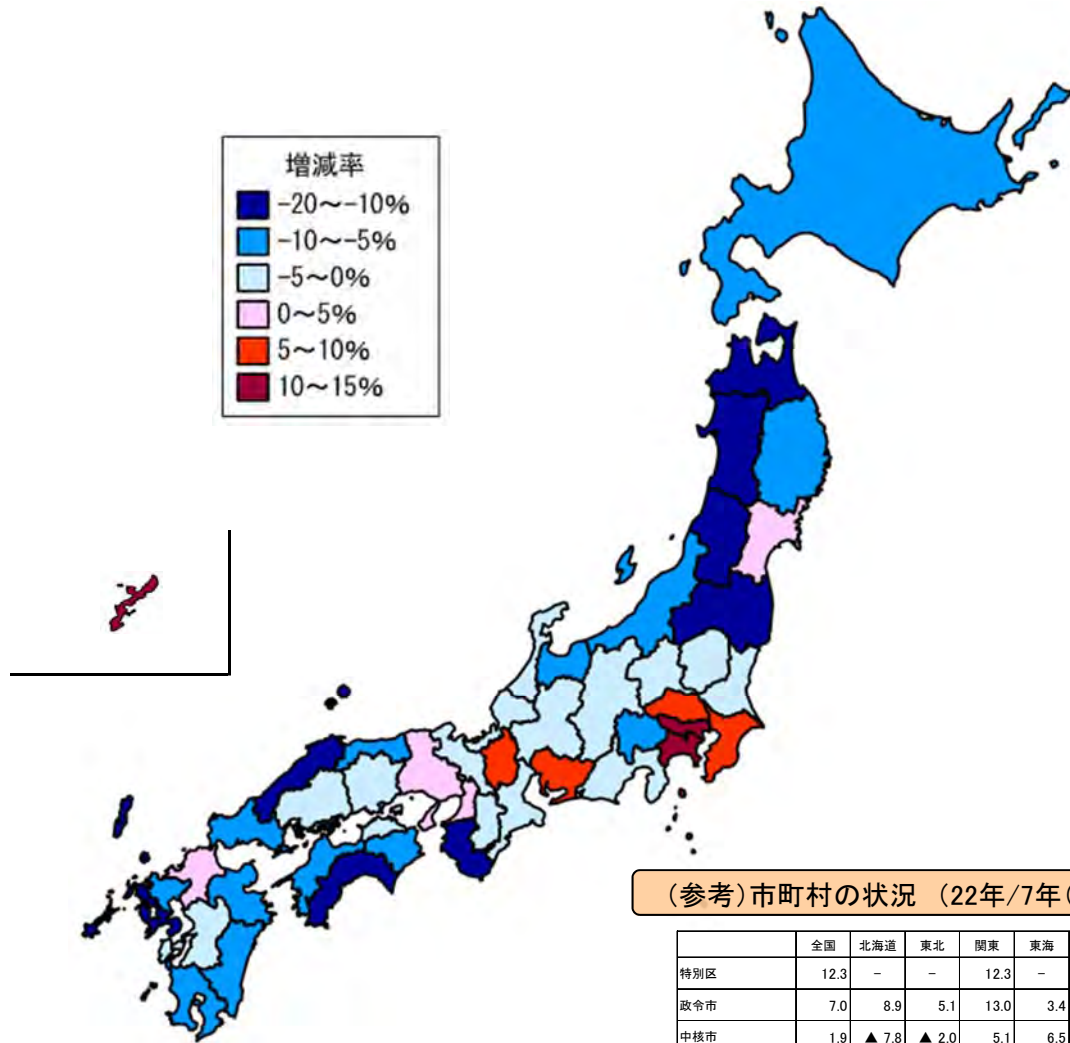 増減率
-20～-10%
-10～-5%
-5～0%
0～5%
5～10%
10～15%
(参考)市町村の状況 (22年/7年(
全国 北海道 東北 関東 東海
特別区 12.3 - - 12.3 -
政令市 7.0 8.9 5.1 13.0 3.4
中核市 1.9 ▲ 7.8 ▲ 2.0 5.1 6.5